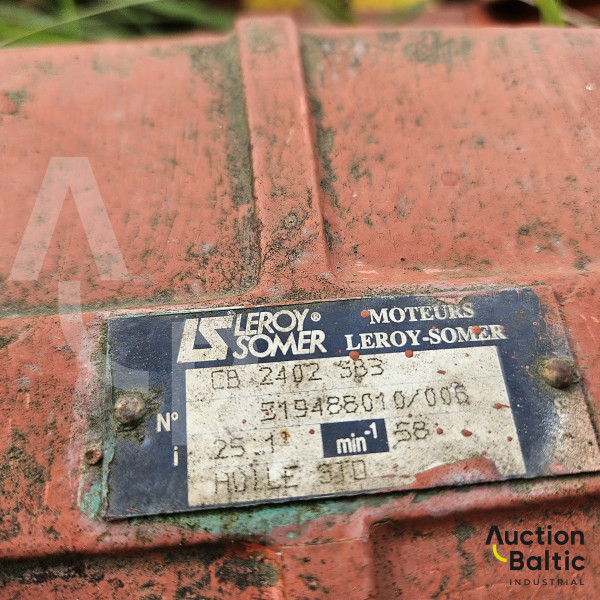 LS LEROY® SOMER
MOTEURS LEROY-SOMER
CB 2402 SB3
N° 519488010/006
i 25.1 min-1 58
HUILE STD
Auction
Baltic
INDUSTRIAL